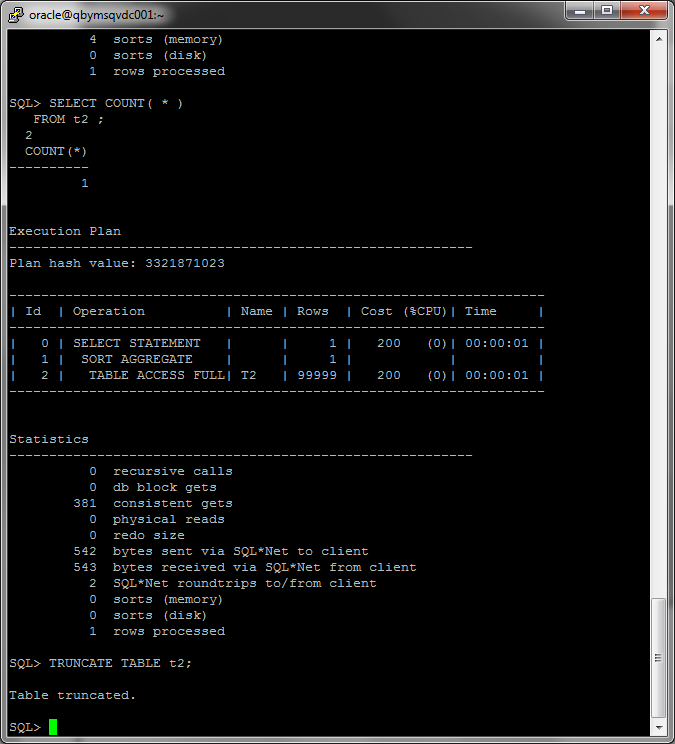 oracle@qbymsqvdc001:~
          4  sorts (memory)
          0  sorts (disk)
          1  rows processed
SQL> SELECT COUNT( * )
   FROM t2 ;
  2
  COUNT(*)
----------
         1
Execution Plan
----------------------------------------------------------
Plan hash value: 3321871023
-------------------------------------------------------------------
| Id  | Operation          | Name | Rows  | Cost (%CPU)| Time     |
-------------------------------------------------------------------
|   0 | SELECT STATEMENT   |      |     1 |   200   (0)| 00:00:01 |
|   1 |  SORT AGGREGATE    |      |     1 |            |          |
|   2 |   TABLE ACCESS FULL| T2   | 99999 |   200   (0)| 00:00:01 |
-------------------------------------------------------------------
Statistics
----------------------------------------------------------
          0  recursive calls
          0  db block gets
        381  consistent gets
          0  physical reads
          0  redo size
        542  bytes sent via SQL*Net to client
        543  bytes received via SQL*Net from client
          2  SQL*Net roundtrips to/from client
          0  sorts (memory)
          0  sorts (disk)
          1  rows processed
SQL> TRUNCATE TABLE t2;
Table truncated.
SQL>